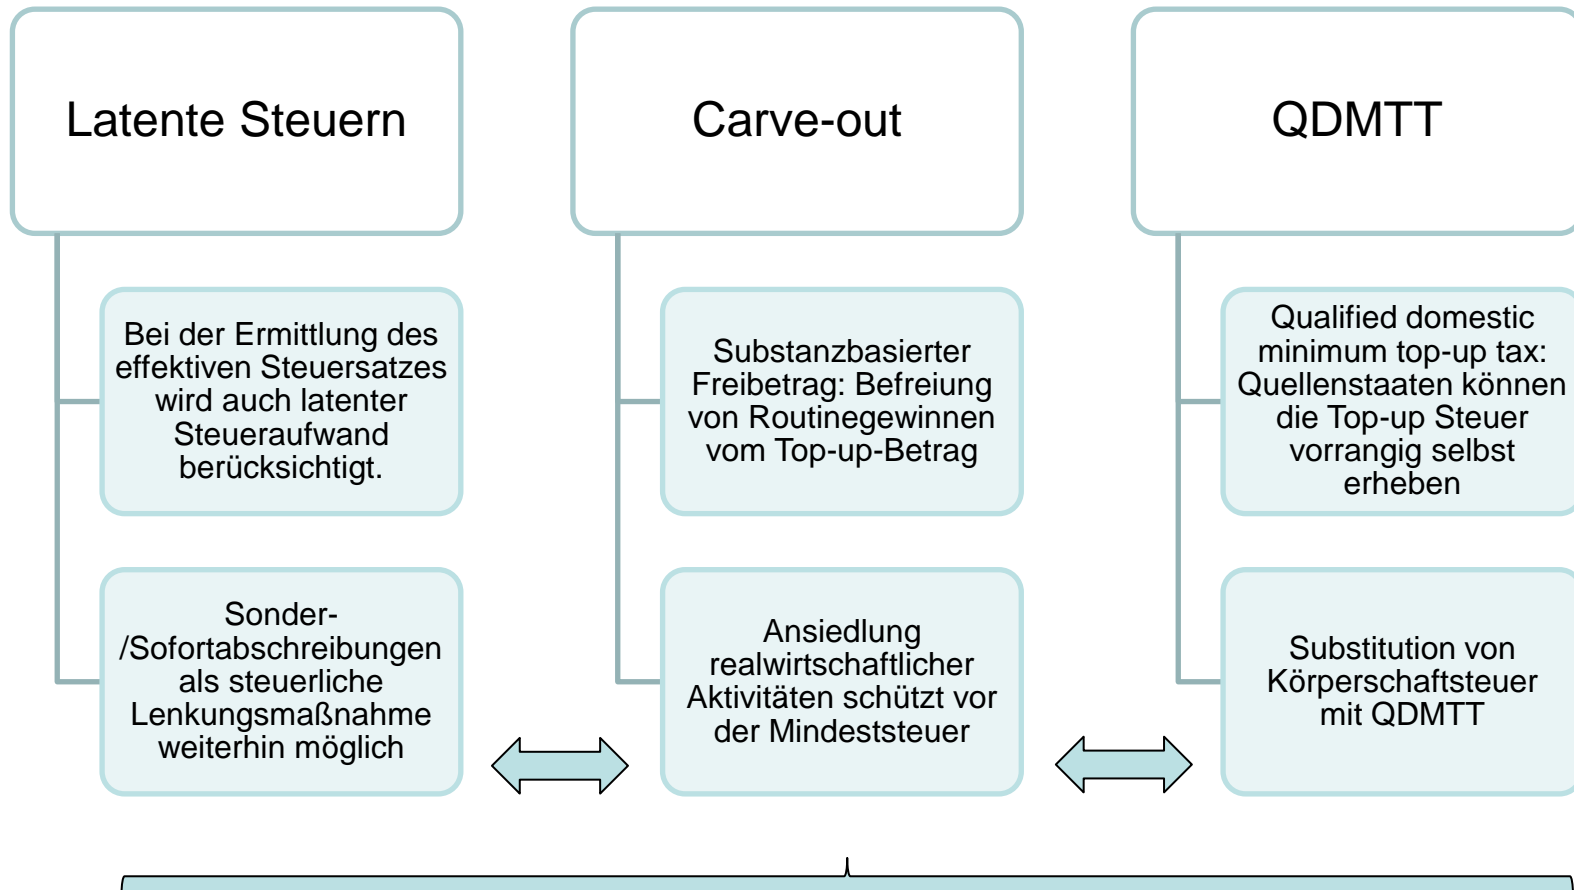 Latente Steuern
Bei der Ermittlung des
effektiven Steuersatzes
wird auch latenter
Steueraufwand
berücksichtigt.
Sonder-
/Sofortabschreibungen
als steuerliche
Lenkungsmaßnahme
weiterhin möglich
Carve-out
Substanzbasierter
Freibetrag: Befreiung
von Routinegewinnen
vom Top-up-Betrag
Ansiedlung
realwirtschaftlicher
Aktivitäten schützt vor
der Mindeststeuer
QDMTT
Qualified domestic
minimum top-up tax:
Quellenstaaten können
die Top-up Steuer
vorrangig selbst
erheben
Substitution von
Körperschaftsteuer
mit QDMTT